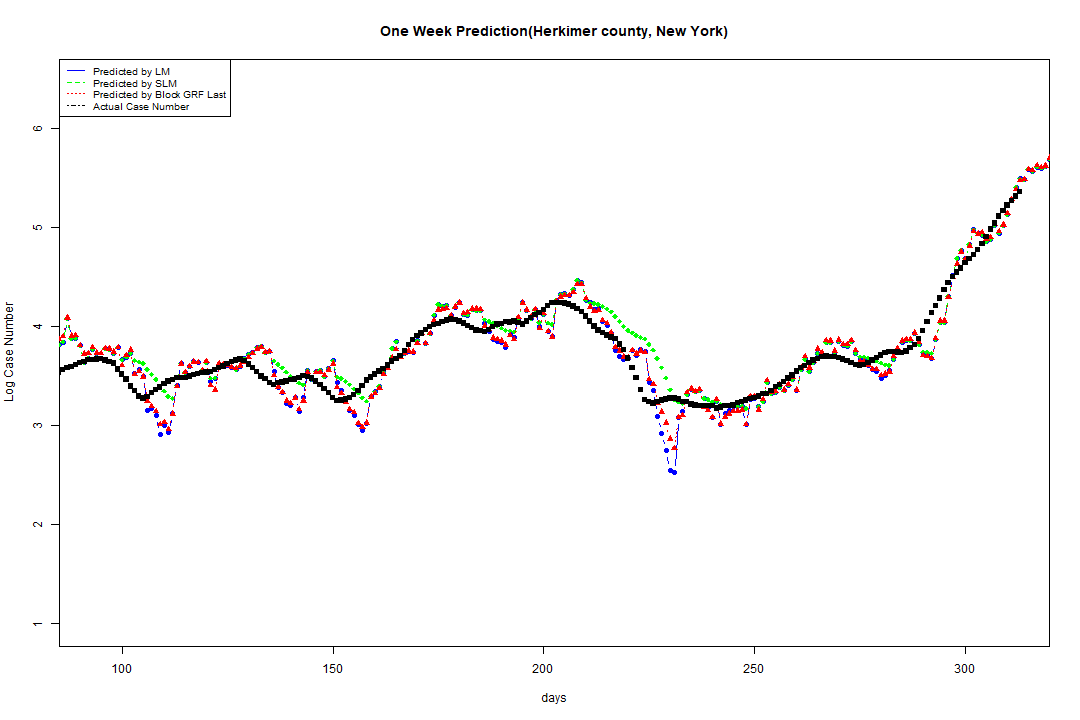 One Week Prediction(Herkimer county, New York)
Predicted by LM
Predicted by SLM
Predicted by Block GRF Last
Actual Case Number
Log Case Number
6
5
4
3
2
1
100 150 200 250 300
days